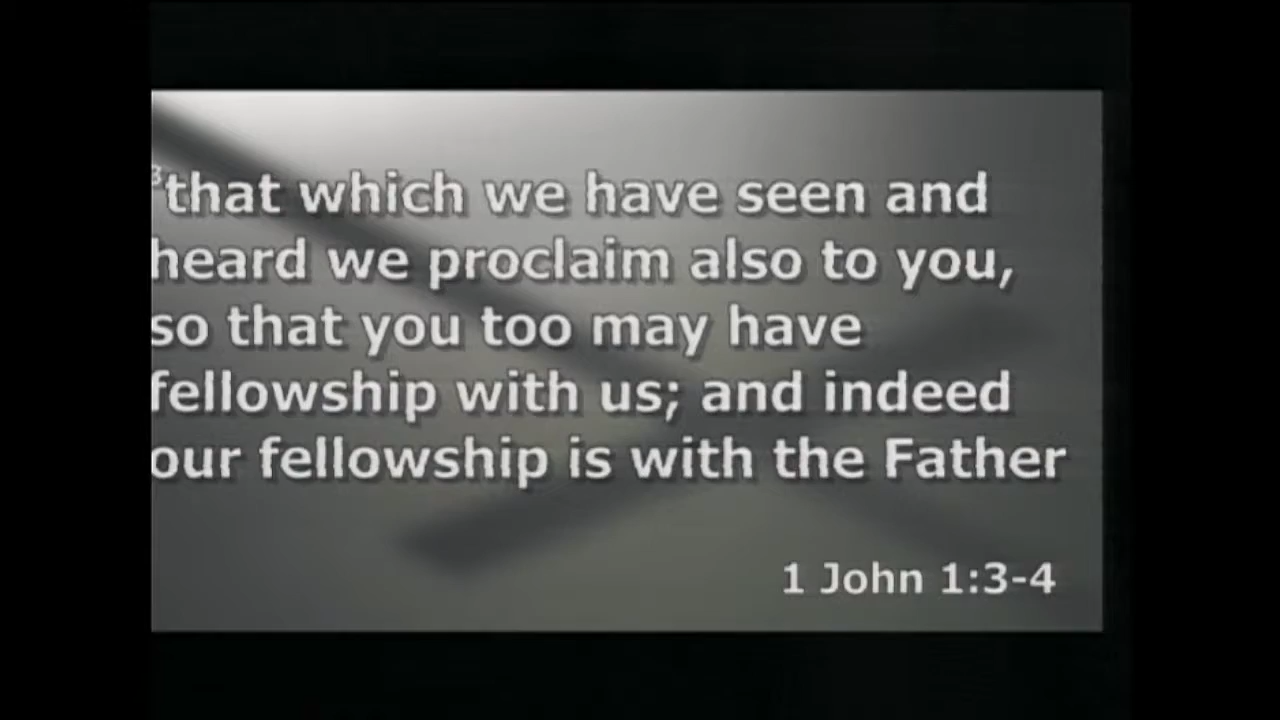 ³that which we have seen and
heard we proclaim also to you,
so that you too may have
fellowship with us; and indeed
our fellowship is with the Father
1 John 1:3-4